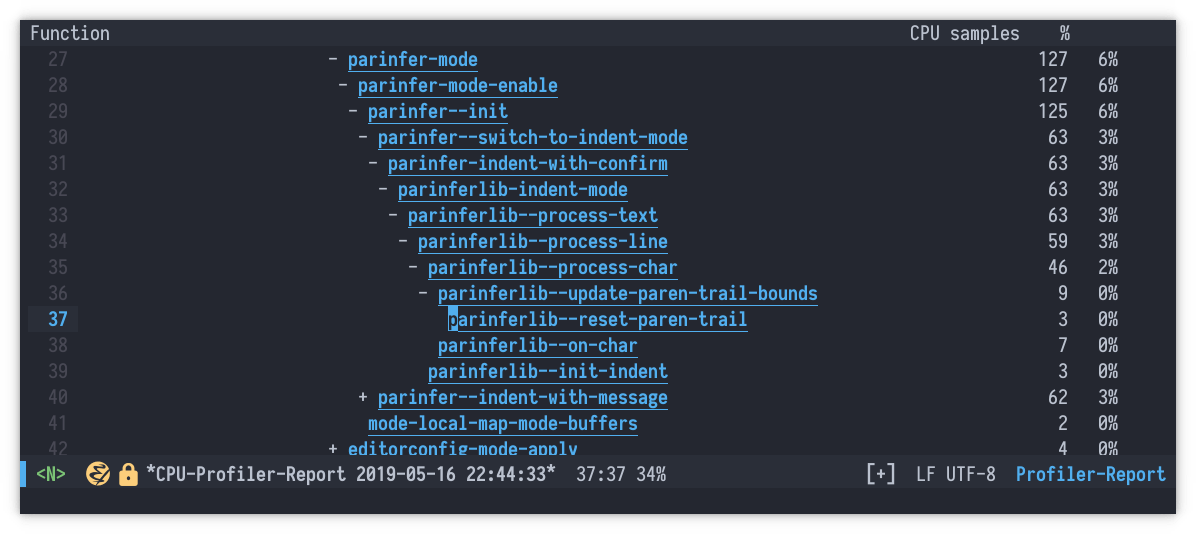 Function CPU samples %
27 - parinfer-mode 127 6%
28 - parinfer-mode-enable 127 6%
29 - parinfer--init 125 6%
30 - parinfer--switch-to-indent-mode 63 3%
31 - parinfer-indent-with-confirm 63 3%
32 - parinferlib-indent-mode 63 3%
33 - parinferlib--process-text 63 3%
34 - parinferlib--process-line 59 3%
35 - parinferlib--process-char 46 2%
36 - parinferlib--update-paren-trail-bounds 9 0%
37 parinferlib--reset-paren-trail 3 0%
38 parinferlib--on-char 7 0%
39 parinferlib--init-indent 3 0%
40 + parinfer--indent-with-message 62 3%
41 mode-local-map-mode-buffers 2 0%
42 + editorconfig-mode-apply 4 0%
<N> *CPU-Profiler-Report 2019-05-16 22:44:33* 37:37 34% [+] LF UTF-8 Profiler-Report